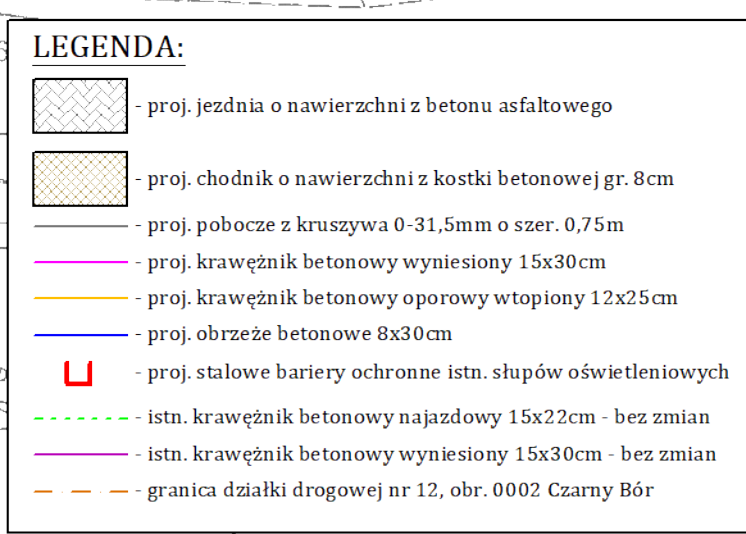 LEGENDA:
- proj. jezdnia o nawierzchni z betonu asfaltowego
- proj. chodnik o nawierzchni z kostki betonowej gr. 8cm
- proj. pobocze z kruszywa 0-31,5mm o szer. 0,75m
- proj. krawężnik betonowy wyniesiony 15x30cm
- proj. krawężnik betonowy oporowy wtopiony 12x25cm
- proj. obrzeże betonowe 8x30cm
- proj. stalowe bariery ochronne istn. słupów oświetleniowych
- istn. krawężnik betonowy najazdowy 15x22cm - bez zmian
- istn. krawężnik betonowy wyniesiony 15x30cm - bez zmian
- granica działki drogowej nr 12, obr. 0002 Czarny Bór